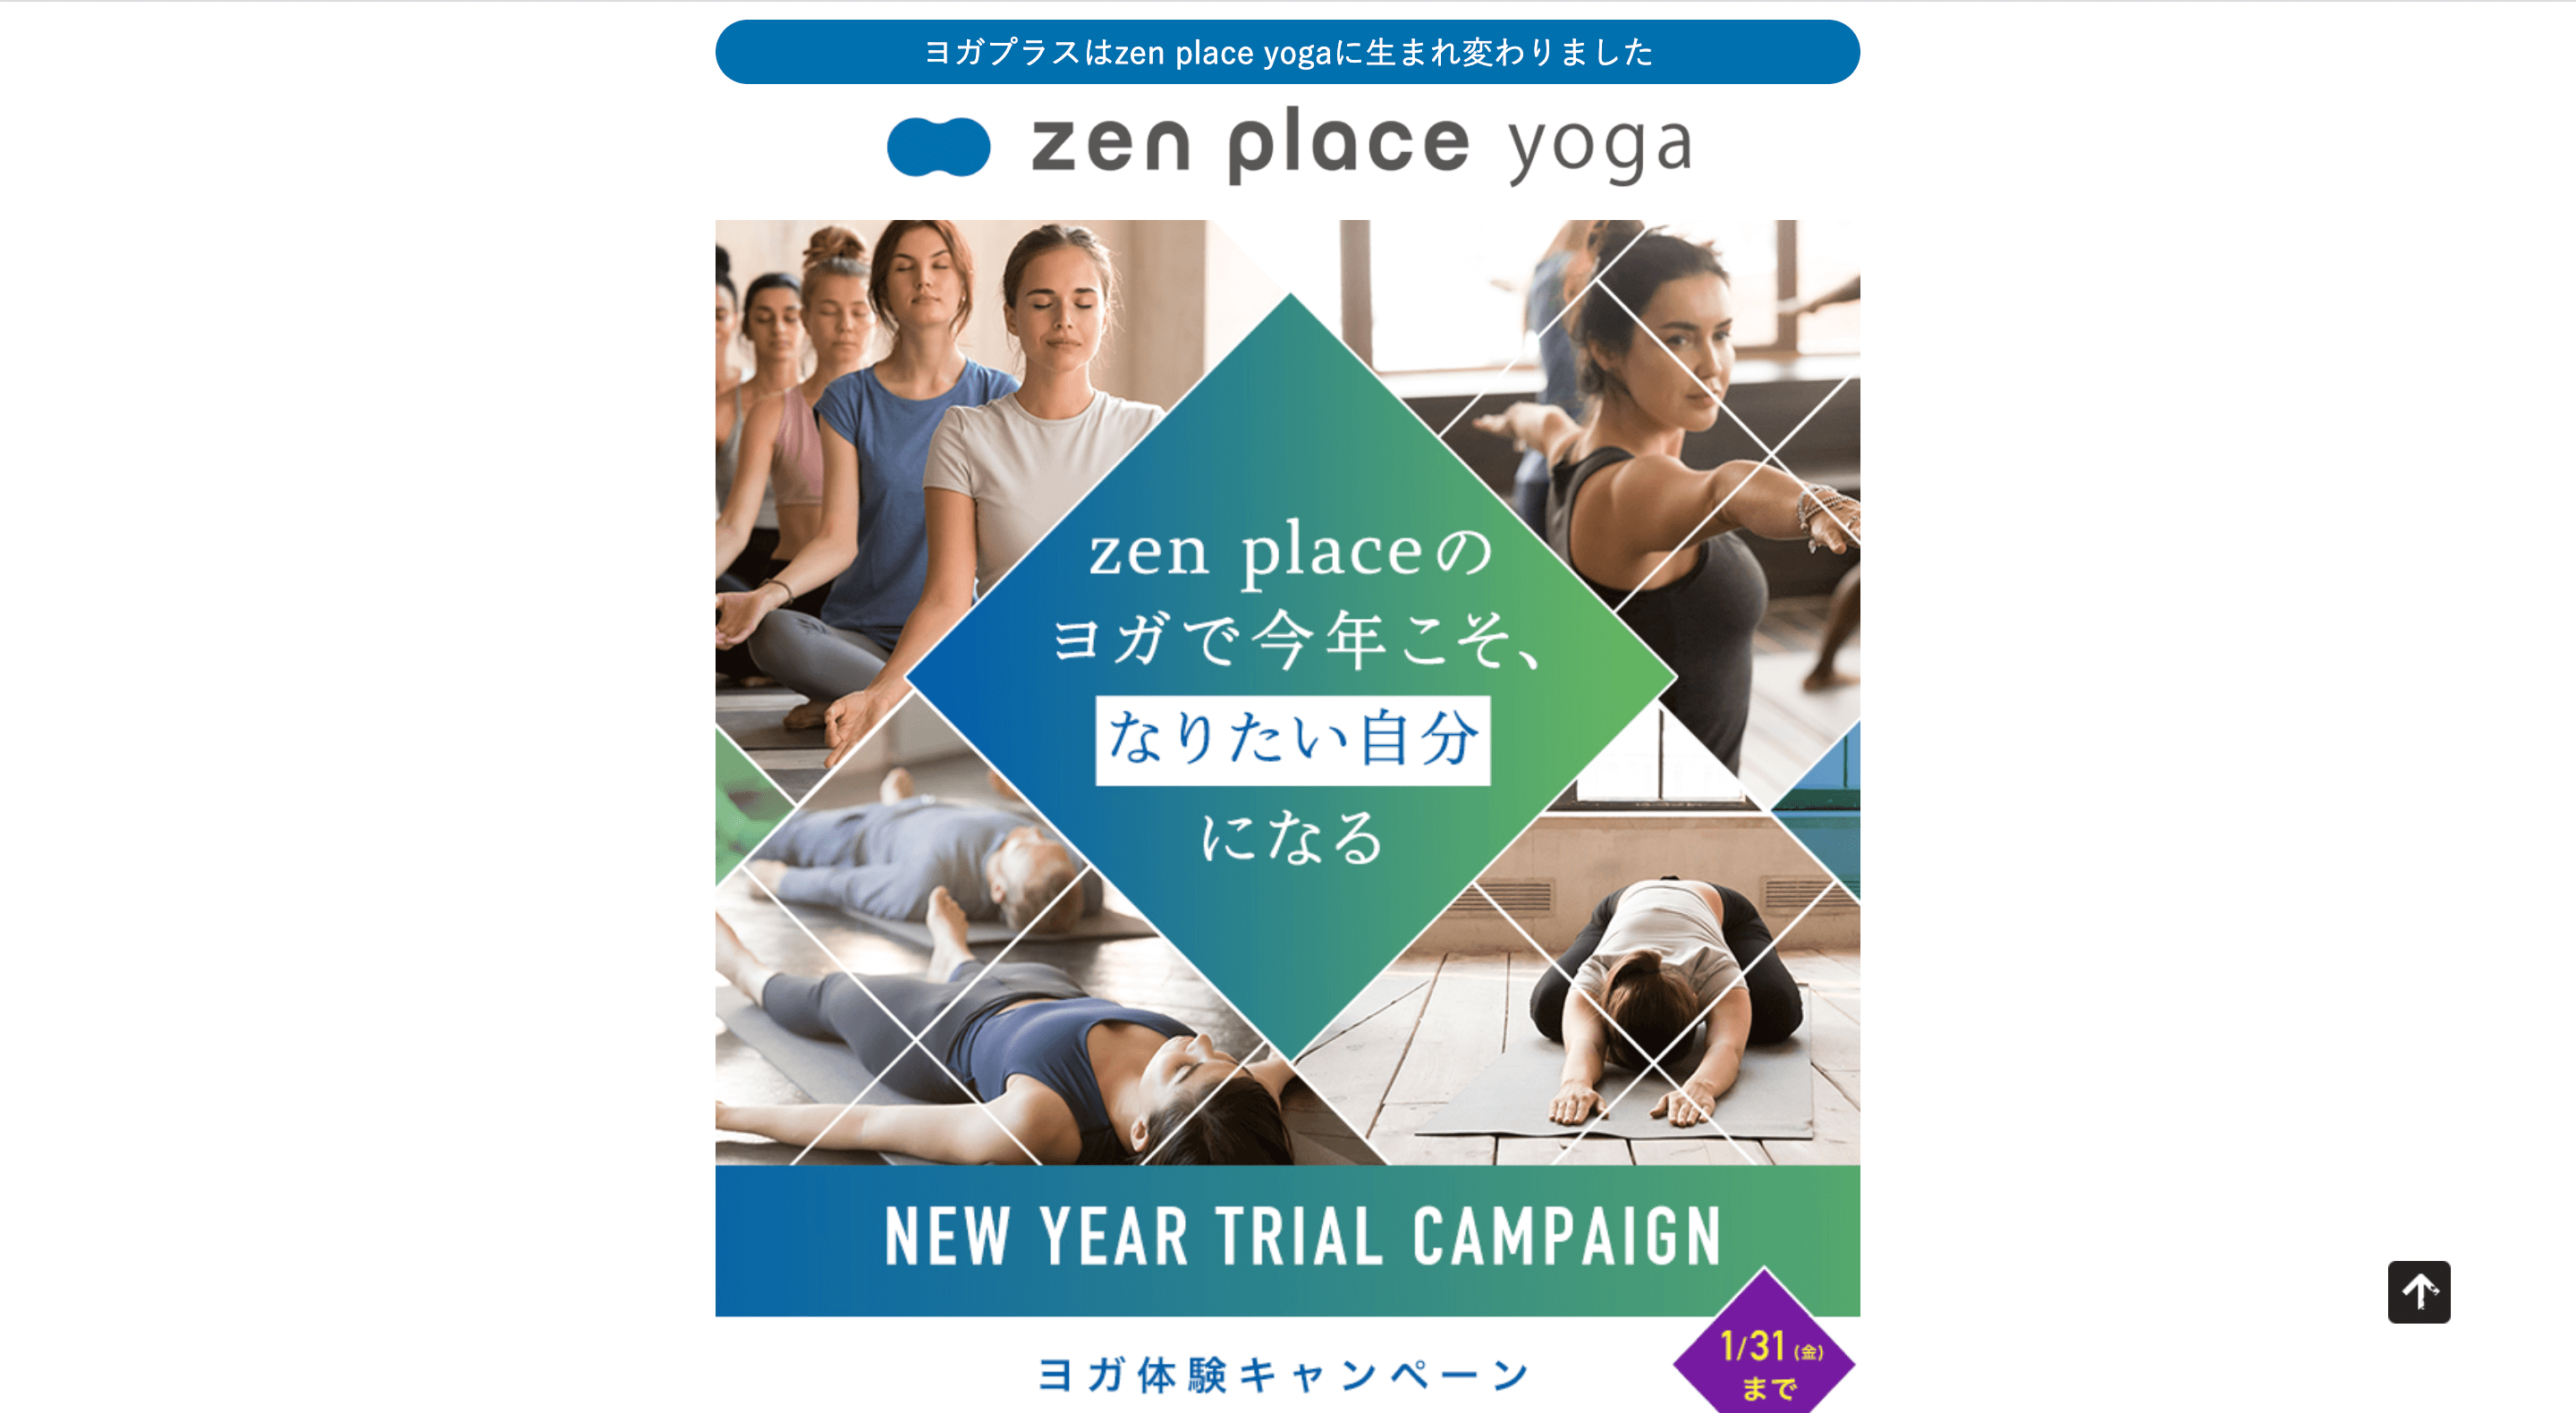 ヨガプラスはzen place yogaに生まれ変わりました
zen place yoga
zen placeの
ヨガで今年こそ、
なりたい自分
になる
NEW YEAR TRIAL CAMPAIGN
ヨガ体験キャンペーン
1/31(金)
まで